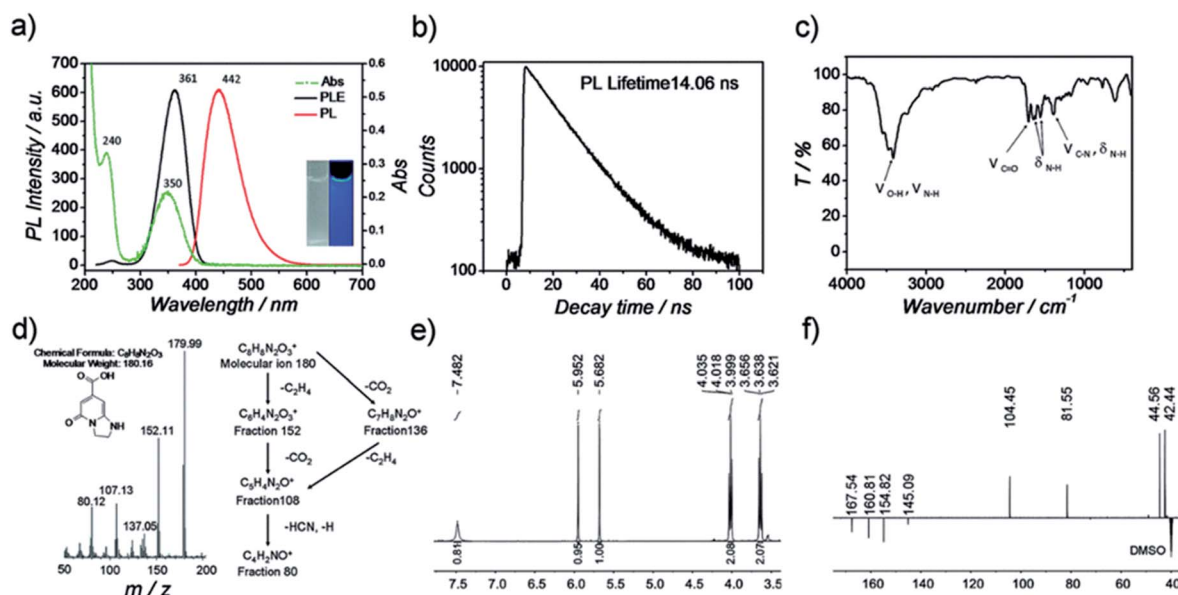 a)
700
600
500
400
300
200
100
0
PL Intensity / a.u.
200
300
400
500
600
700
Wavelength / nm
0.6
0.5
0.4
0.3
0.2
0.1
0.0
Abs
240
350
361
442
Abs
PLE
PL
b)
10000
1000
100
Counts
PL Lifetime14.06 ns
0
20
40
60
80
100
Decay time / ns
c)
100
80
60
40
20
0
T / %
V O-H , V N-H
V C=O
δ N-H
V C-N , δ N-H
4000
3000
2000
1000
Wavenumber / cm-1
d)
Chemical Formula: C8H8N2O3
Molecular Weight: 180.16
O
OH
O
N
NH
179.99
152.11
107.13
80.12
137.05
50
100
150
200
m / z
C8H8N2O3+
Molecular ion 180
-C2H4
-CO2
C6H4N2O3+
Fraction 152
C7H8N2O+
Fraction136
-CO2
-C2H4
C5H4N2O+
Fraction108
-HCN, -H
C4H2NO+
Fraction 80
e)
-7.482
-5.952
-5.682
4.035
4.018
3.999
3.656
3.638
3.621
0.81
0.95
1.00
2.08
2.07
7.5
7.0
6.5
6.0
5.5
5.0
4.5
4.0
3.5
f)
167.54
160.81
154.82
145.09
104.45
81.55
44.56
42.44
DMSO
160
140
120
100
80
60
40